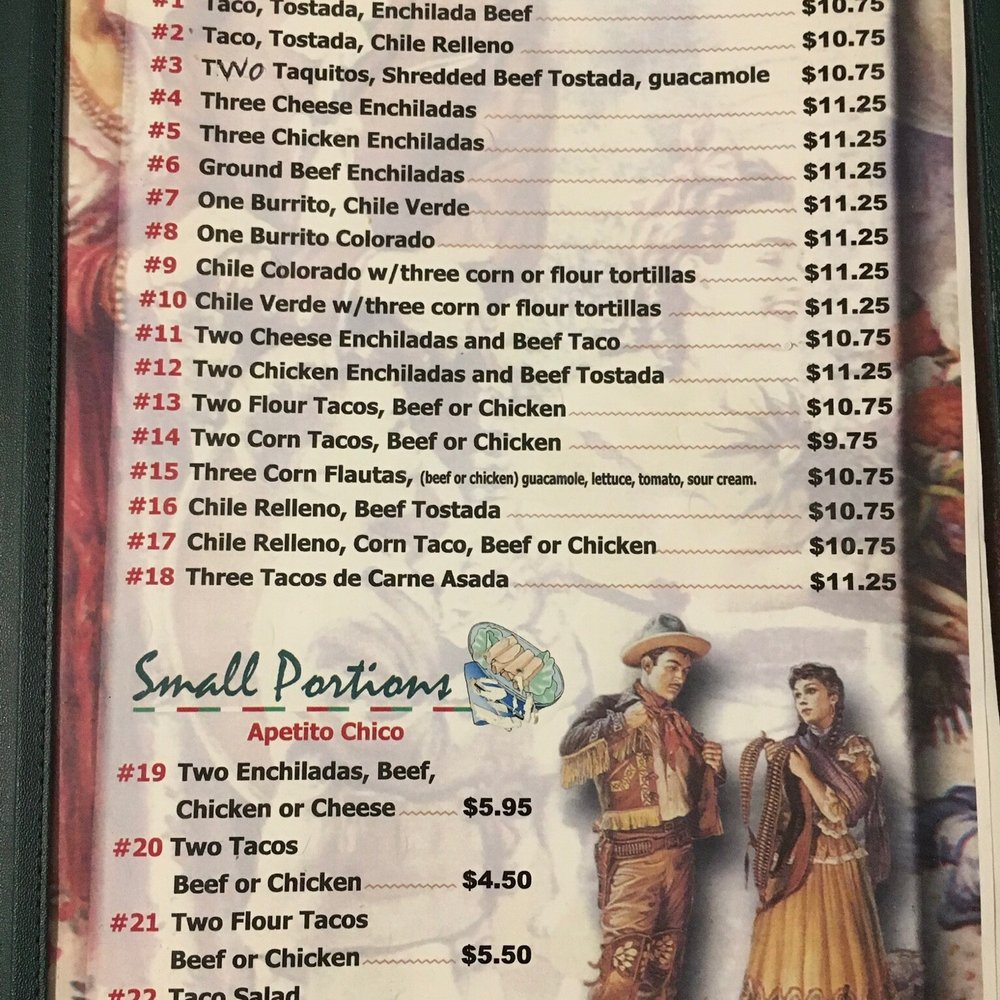 #1 Taco, Tostada, Enchilada Beef $10.75
#2 Taco, Tostada, Chile Relleno $10.75
#3 TWO Taquitos, Shredded Beef Tostada, guacamole $10.75
#4 Three Cheese Enchiladas $11.25
#5 Three Chicken Enchiladas $11.25
#6 Ground Beef Enchiladas $11.25
#7 One Burrito, Chile Verde $11.25
#8 One Burrito Colorado $11.25
#9 Chile Colorado w/three corn or flour tortillas $11.25
#10 Chile Verde w/three corn or flour tortillas $11.25
#11 Two Cheese Enchiladas and Beef Taco $10.75
#12 Two Chicken Enchiladas and Beef Tostada $11.25
#13 Two Flour Tacos, Beef or Chicken $10.75
#14 Two Corn Tacos, Beef or Chicken $9.75
#15 Three Corn Flautas, (beef or chicken) guacamole, lettuce, tomato, sour cream. $10.75
#16 Chile Relleno, Beef Tostada $10.75
#17 Chile Relleno, Corn Taco, Beef or Chicken $10.75
#18 Three Tacos de Carne Asada $11.25
Small Portions
Apetito Chico
#19 Two Enchiladas, Beef,
Chicken or Cheese $5.95
#20 Two Tacos
Beef or Chicken $4.50
#21 Two Flour Tacos
Beef or Chicken $5.50
#22 Taco Salad